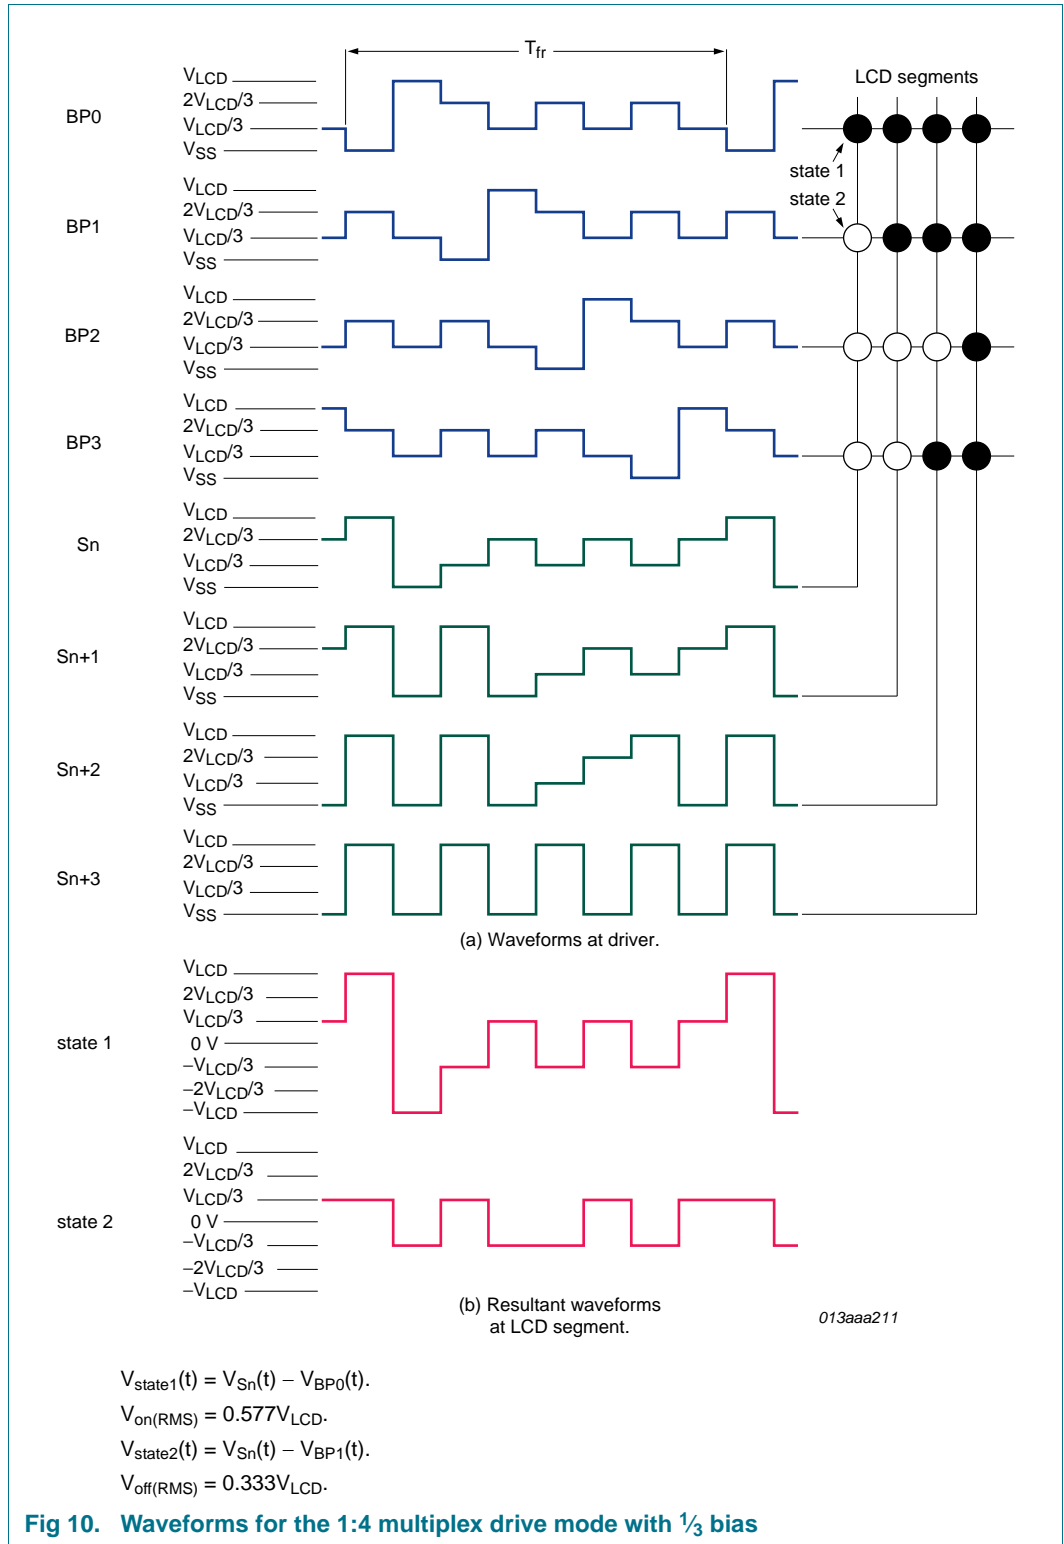 Tfr
LCD segments
BP0
VLCD
2VLCD/3
VLCD/3
VSS
state 1
state 2
BP1
VLCD
2VLCD/3
VLCD/3
VSS
BP2
VLCD
2VLCD/3
VLCD/3
VSS
BP3
VLCD
2VLCD/3
VLCD/3
VSS
Sn
VLCD
2VLCD/3
VLCD/3
VSS
Sn+1
VLCD
2VLCD/3
VLCD/3
VSS
Sn+2
VLCD
2VLCD/3
VLCD/3
VSS
Sn+3
VLCD
2VLCD/3
VLCD/3
VSS
(a) Waveforms at driver.
state 1
VLCD
2VLCD/3
VLCD/3
0 V
−VLCD/3
−2VLCD/3
−VLCD
state 2
VLCD
2VLCD/3
VLCD/3
0 V
−VLCD/3
−2VLCD/3
−VLCD
(b) Resultant waveforms
at LCD segment.
013aaa211
Vstate1(t) = VSn(t) − VBP0(t).
Von(RMS) = 0.577VLCD.
Vstate2(t) = VSn(t) − VBP1(t).
Voff(RMS) = 0.333VLCD.
Fig 10. Waveforms for the 1:4 multiplex drive mode with 1⁄3 bias